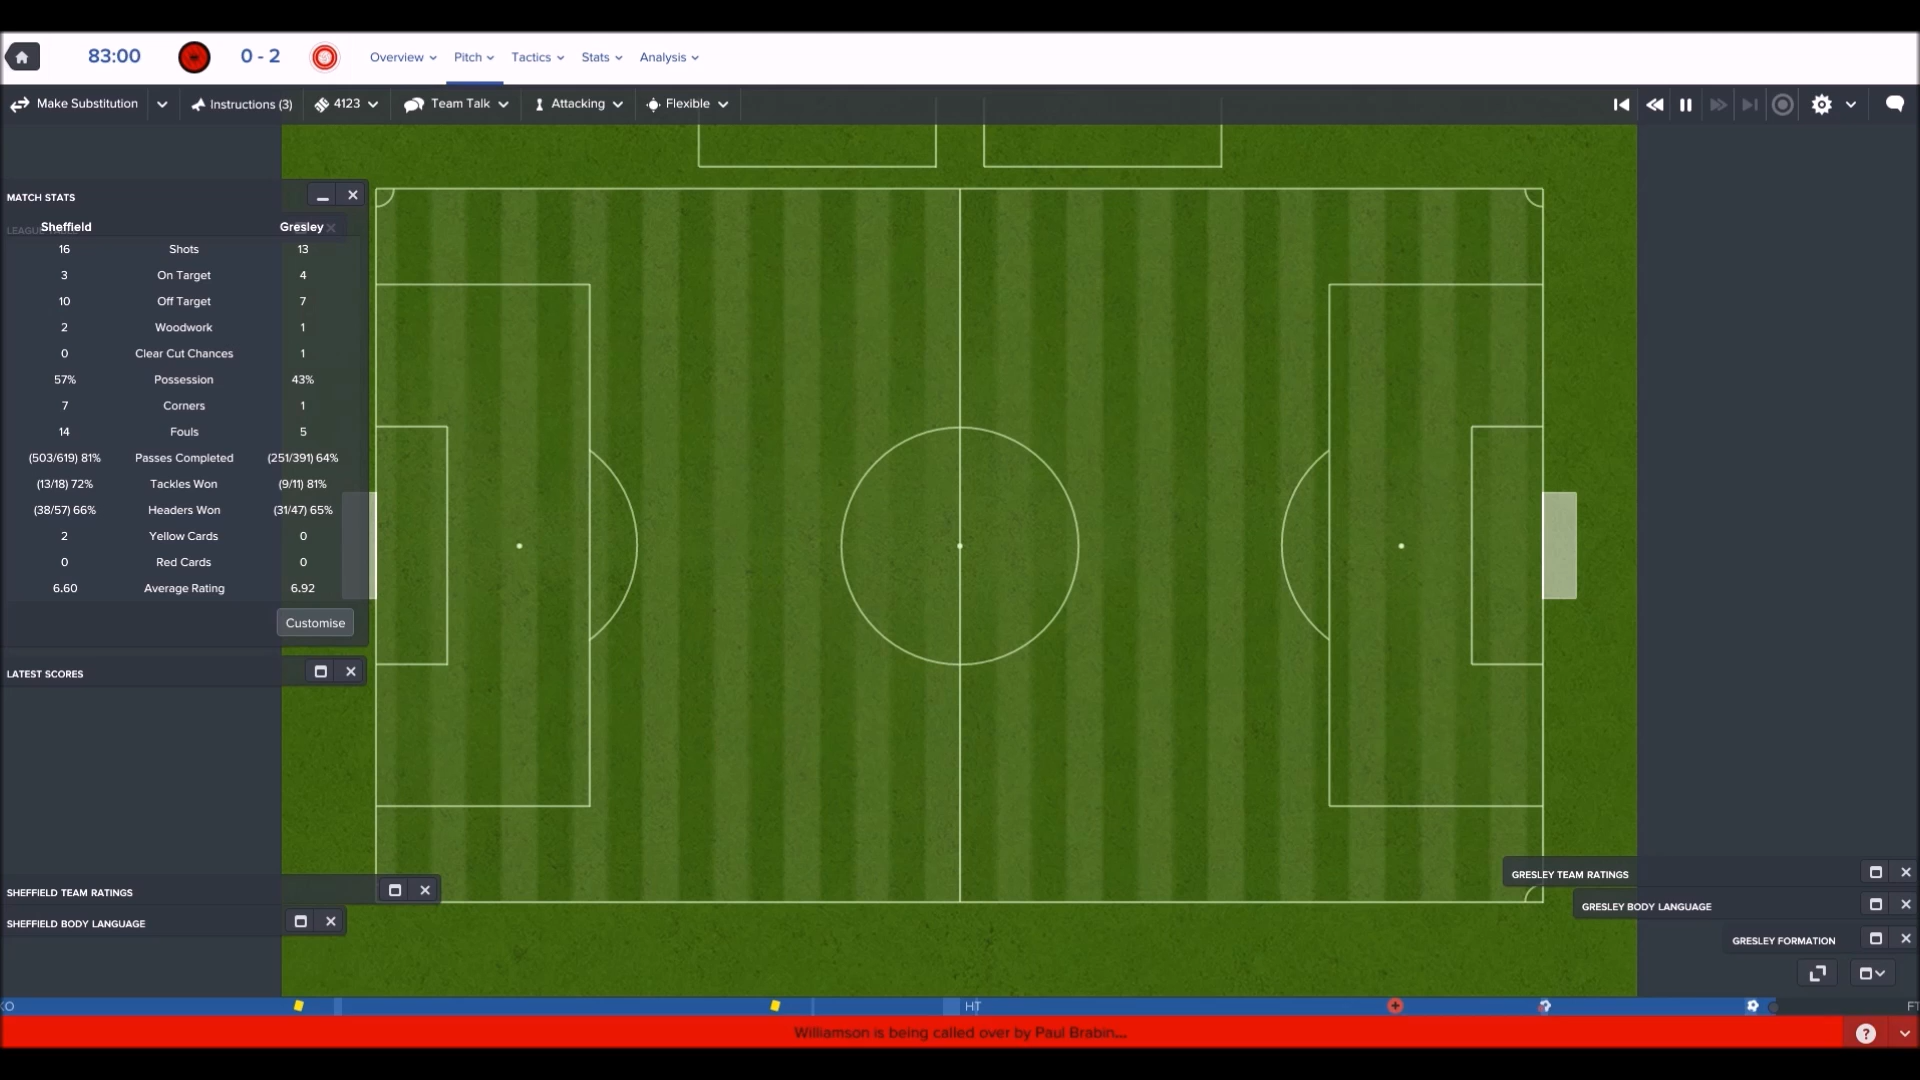 83:00 0 - 2 Overview Pitch Tactics Stats Analysis
Make Substitution Instructions (3) 4123 Team Talk Attacking Flexible
MATCH STATS
Sheffield Gresley
16 Shots 13
3 On Target 4
10 Off Target 7
2 Woodwork 1
0 Clear Cut Chances 1
57% Possession 43%
7 Corners 1
14 Fouls 5
(503/619) 81% Passes Completed (251/391) 64%
(13/18) 72% Tackles Won (9/11) 81%
(38/57) 66% Headers Won (31/47) 65%
2 Yellow Cards 0
0 Red Cards 0
6.60 Average Rating 6.92
Customise
LATEST SCORES
SHEFFIELD TEAM RATINGS
SHEFFIELD BODY LANGUAGE
GRESLEY TEAM RATINGS
GRESLEY BODY LANGUAGE
GRESLEY FORMATION
HT
Williamson is being called over by Paul Brabin...